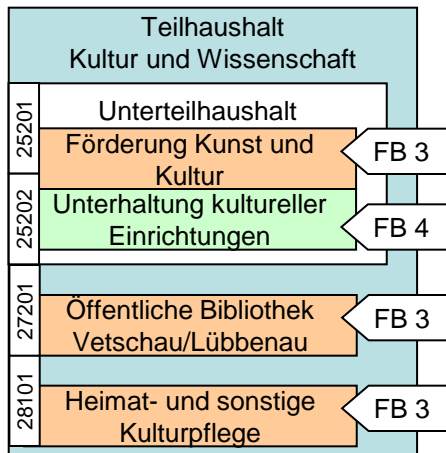 Teilhaushalt
Kultur und Wissenschaft
Unterteilhaushalt
25201
Förderung Kunst und
Kultur
FB 3
25202
Unterhaltung kultureller
Einrichtungen
FB 4
27201
Öffentliche Bibliothek
Vetschau/Lübbenau
FB 3
28101
Heimat- und sonstige
Kulturpflege
FB 3